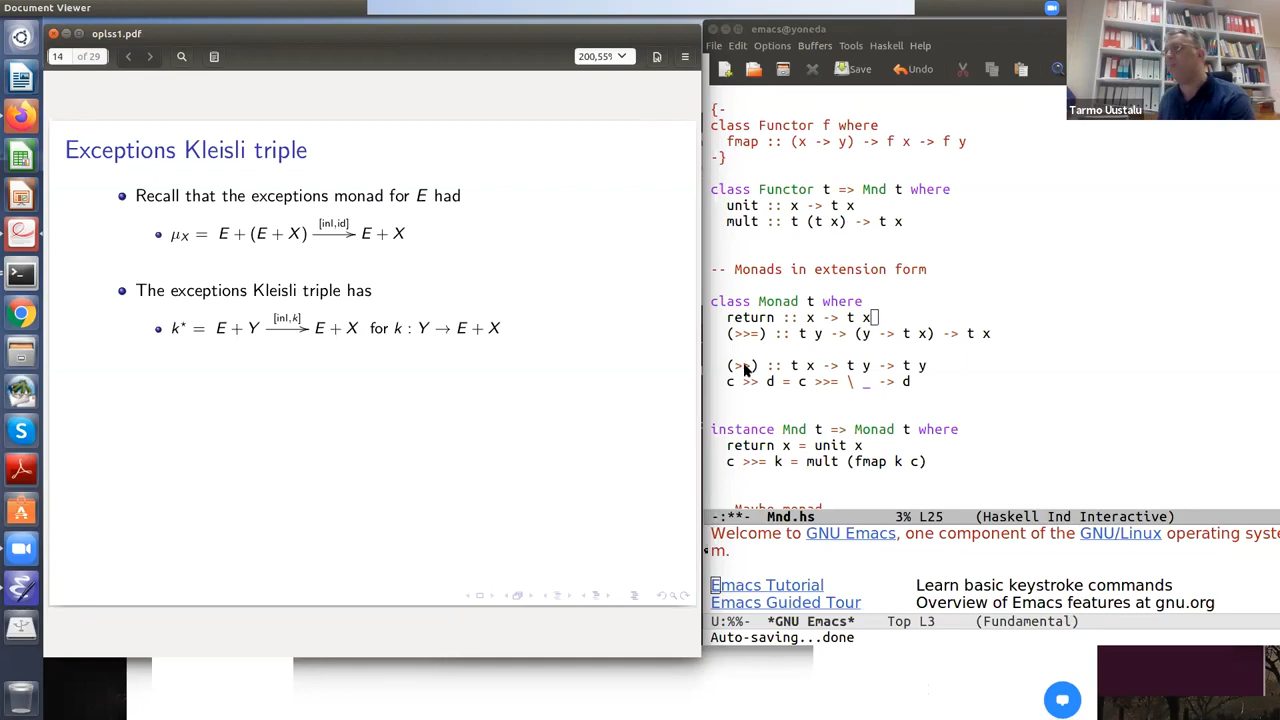 Document Viewer
oplss1.pdf
14 of 29
200,55%
Exceptions Kleisli triple
Recall that the exceptions monad for E had
μX = E + (E + X) [inl,id] → E + X
The exceptions Kleisli triple has
k⋆ = E + Y [inl,k] → E + X for k : Y → E + X
emacs@yoneda
File Edit Options Buffers Tools Haskell Help
Save Undo
{-
class Functor f where
fmap :: (x -> y) -> f x -> f y
-}
class Functor t => Mnd t where
unit :: x -> t x
mult :: t (t x) -> t x
-- Monads in extension form
class Monad t where
return :: x -> t x
(>>=) :: t y -> (y -> t x) -> t x
(>>) :: t x -> t y -> t y
c >> d = c >>= \ _ -> d
instance Mnd t => Monad t where
return x = unit x
c >>= k = mult (fmap k c)
Maybe monad
-:**- Mnd.hs 3% L25 (Haskell Ind Interactive)
Welcome to GNU Emacs, one component of the GNU/Linux operating syste
m.
Emacs Tutorial Learn basic keystroke commands
Emacs Guided Tour Overview of Emacs features at gnu.org
U:%%- *GNU Emacs* Top L3 (Fundamental)
Auto-saving...done
Tarmo Uustalu